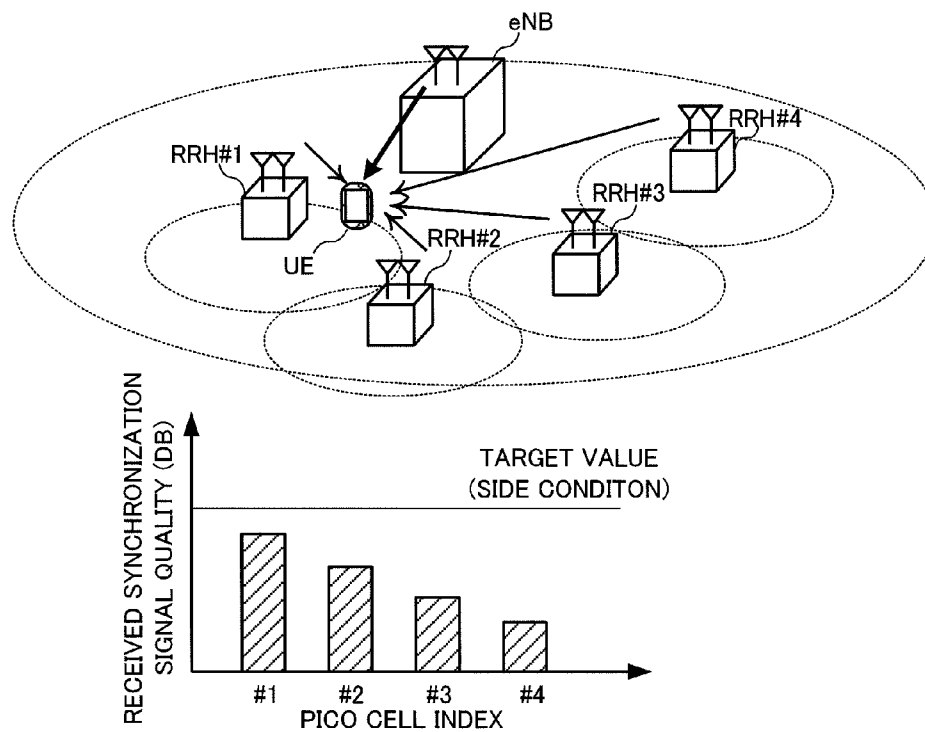 eNB
RRH#4
RRH#1
RRH#3
UE
RRH#2
RECEIVED SYNCHRONIZATION
SIGNAL QUALITY (DB)
TARGET VALUE
(SIDE CONDITON)
#1 #2 #3 #4
PICO CELL INDEX